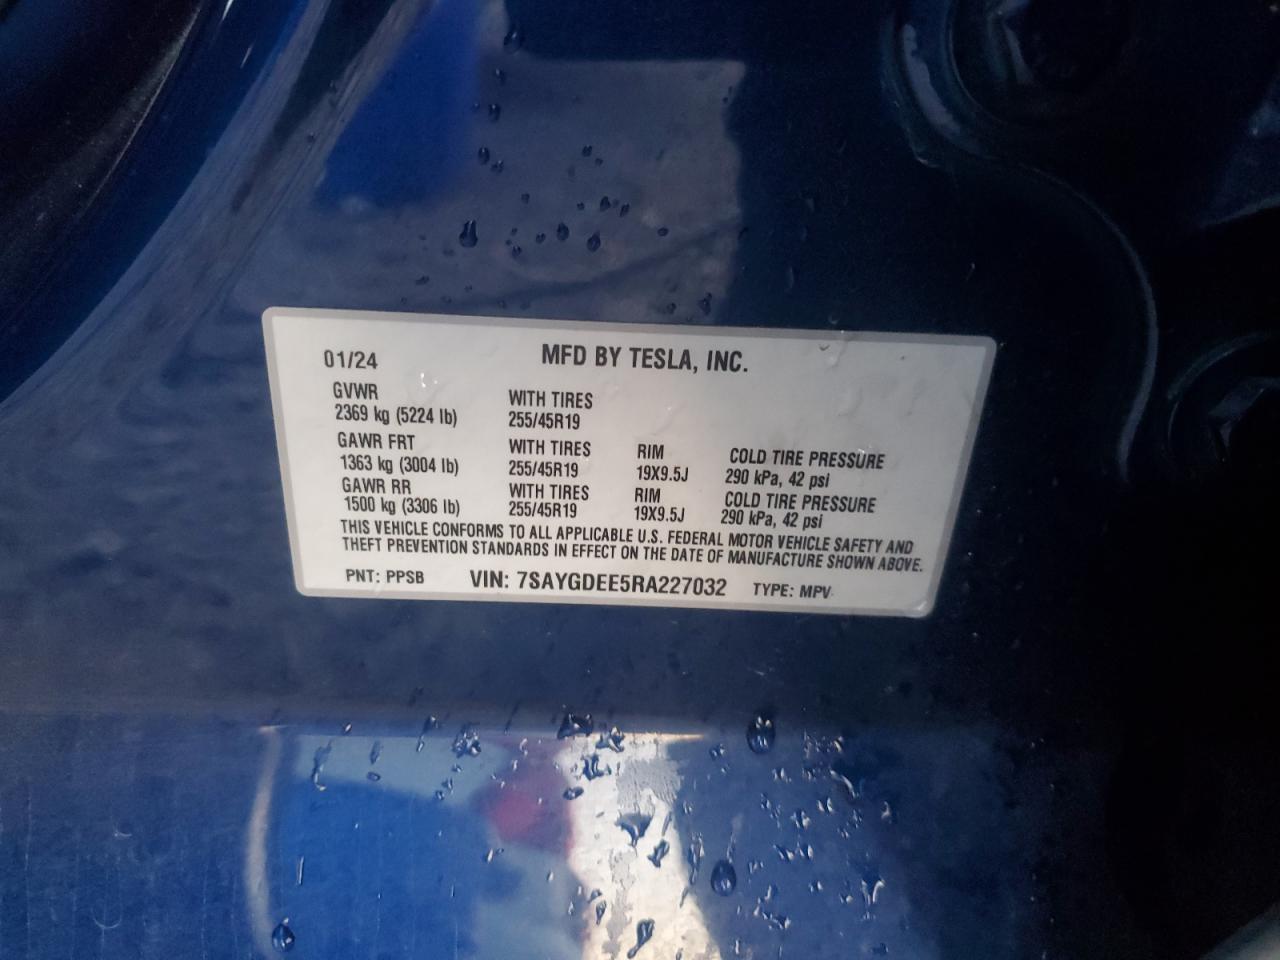 01/24 MFD BY TESLA, INC.
GVWR WITH TIRES
2369 kg (5224 lb) 255/45R19
GAWR FRT WITH TIRES RIM COLD TIRE PRESSURE
1363 kg (3004 lb) 255/45R19 19X9.5J 290 kPa, 42 psi
GAWR RR WITH TIRES RIM COLD TIRE PRESSURE
1500 kg (3306 lb) 255/45R19 19X9.5J 290 kPa, 42 psi
THIS VEHICLE CONFORMS TO ALL APPLICABLE U.S. FEDERAL MOTOR VEHICLE SAFETY AND
THEFT PREVENTION STANDARDS IN EFFECT ON THE DATE OF MANUFACTURE SHOWN ABOVE.
PNT: PPSB VIN: 7SAYGDEE5RA227032 TYPE: MPV